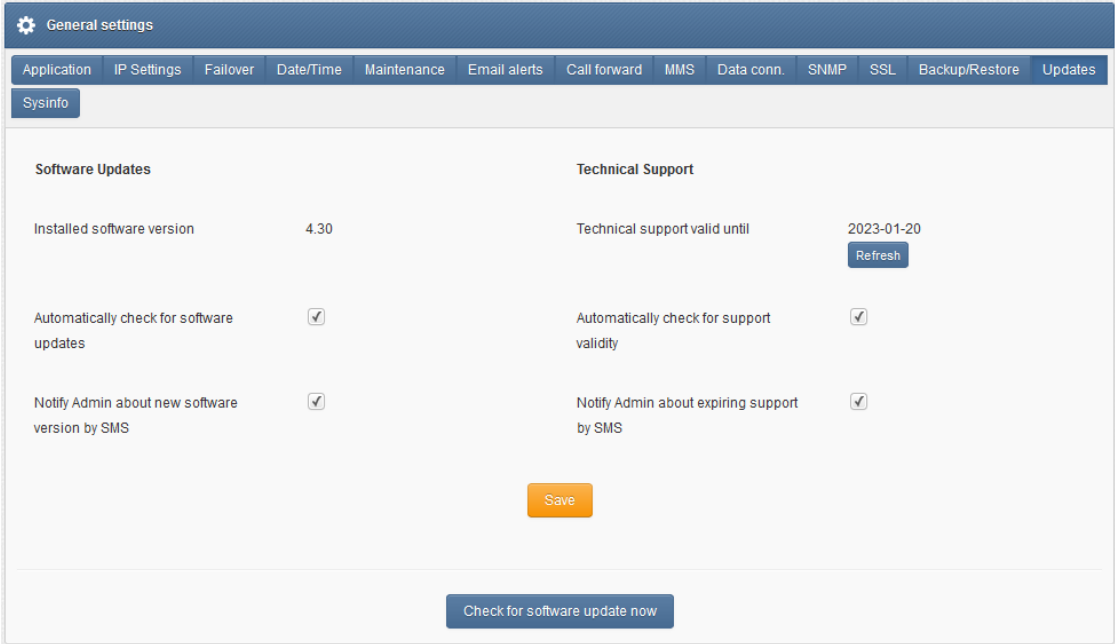 General settings
Application IP Settings Failover Date/Time Maintenance Email alerts Call forward MMS Data conn. SNMP SSL Backup/Restore Updates
Sysinfo
Software Updates Technical Support
Installed software version 4.30 Technical support valid until 2023-01-20
Refresh
Automatically check for software Automatically check for support
updates validity
Notify Admin about new software Notify Admin about expiring support
version by SMS by SMS
Save
Check for software update now